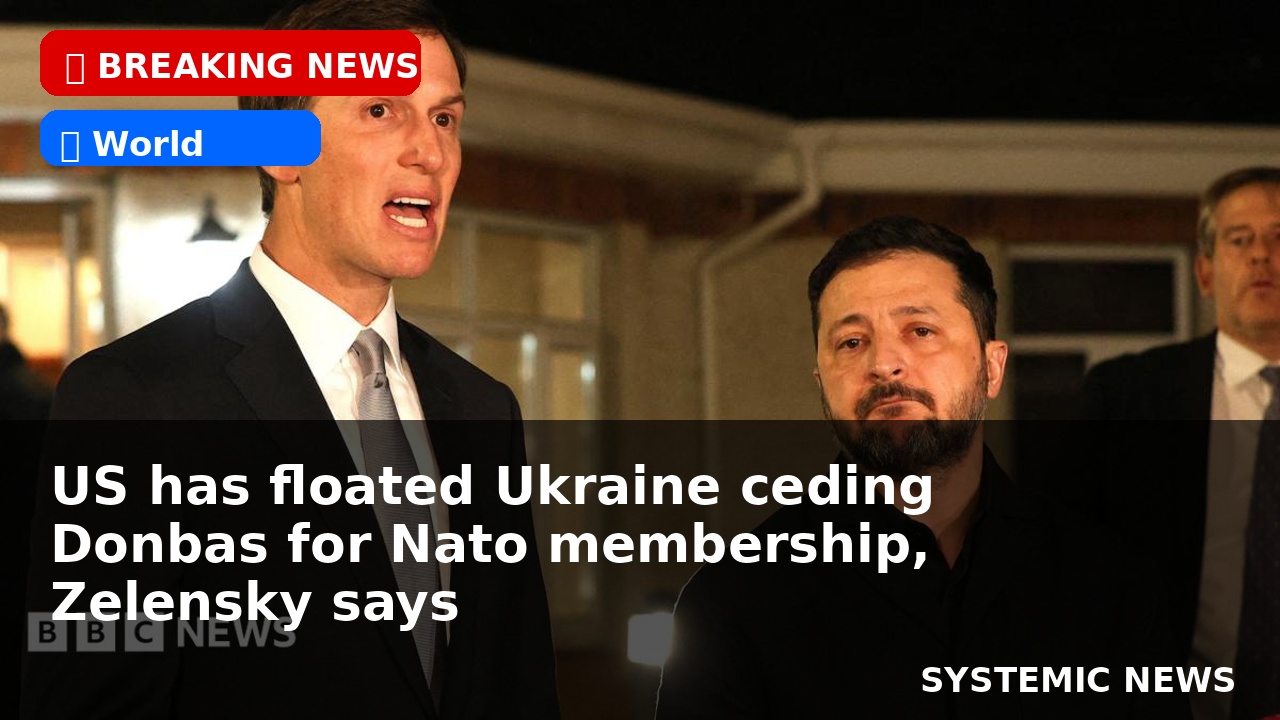 BREAKING NEWS
World
US has floated Ukraine ceding
Donbas for Nato membership,
Zelensky says
BBC NEWS
SYSTEMIC NEWS